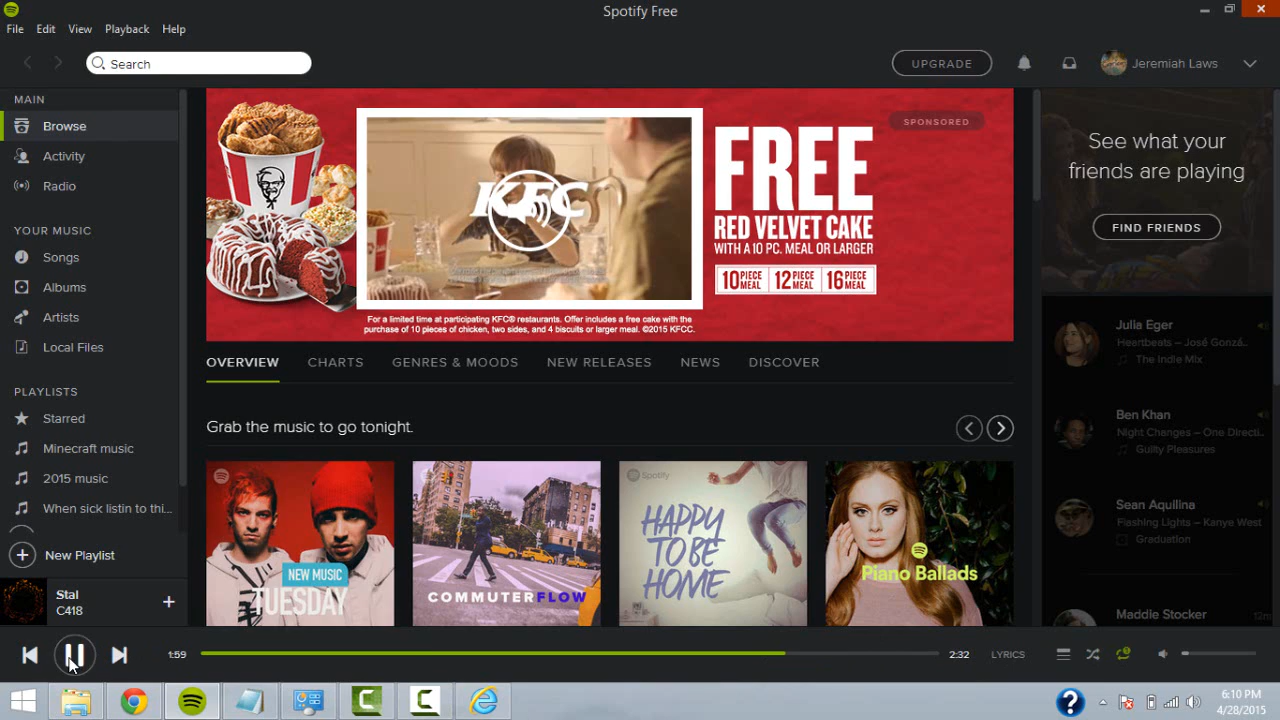 Spotify Free
File Edit View Playback Help
Search
UPGRADE
Jeremiah Laws
MAIN
Browse
Activity
Radio
YOUR MUSIC
Songs
Albums
Artists
Local Files
PLAYLISTS
Starred
Minecraft music
2015 music
When sick listin to thi...
New Playlist
Stal
C418
KFC
SPONSORED
FREE
RED VELVET CAKE
WITH A 10 PC. MEAL OR LARGER
10 PIECE MEAL 12 PIECE MEAL 16 PIECE MEAL
For a limited time at participating KFC® restaurants. Offer includes a free cake with the
purchase of 10 pieces of chicken, two sides, and 4 biscuits or larger meal. ©2015 KFCC.
OVERVIEW CHARTS GENRES & MOODS NEW RELEASES NEWS DISCOVER
Grab the music to go tonight.
NEW MUSIC
TUESDAY
COMMUTERFLOW
Spotify
HAPPY
TO BE
HOME
Piano Ballads
See what your
friends are playing
FIND FRIENDS
Julia Eger
Heartbeats – José Gonzá..
The Indie Mix
Ben Khan
Night Changes – One Directi..
Guilty Pleasures
Sean Aquilina
Flashing Lights – Kanye West
Graduation
Maddie Stocker 12m
1:59 2:32 LYRICS
6:10 PM
4/28/2015